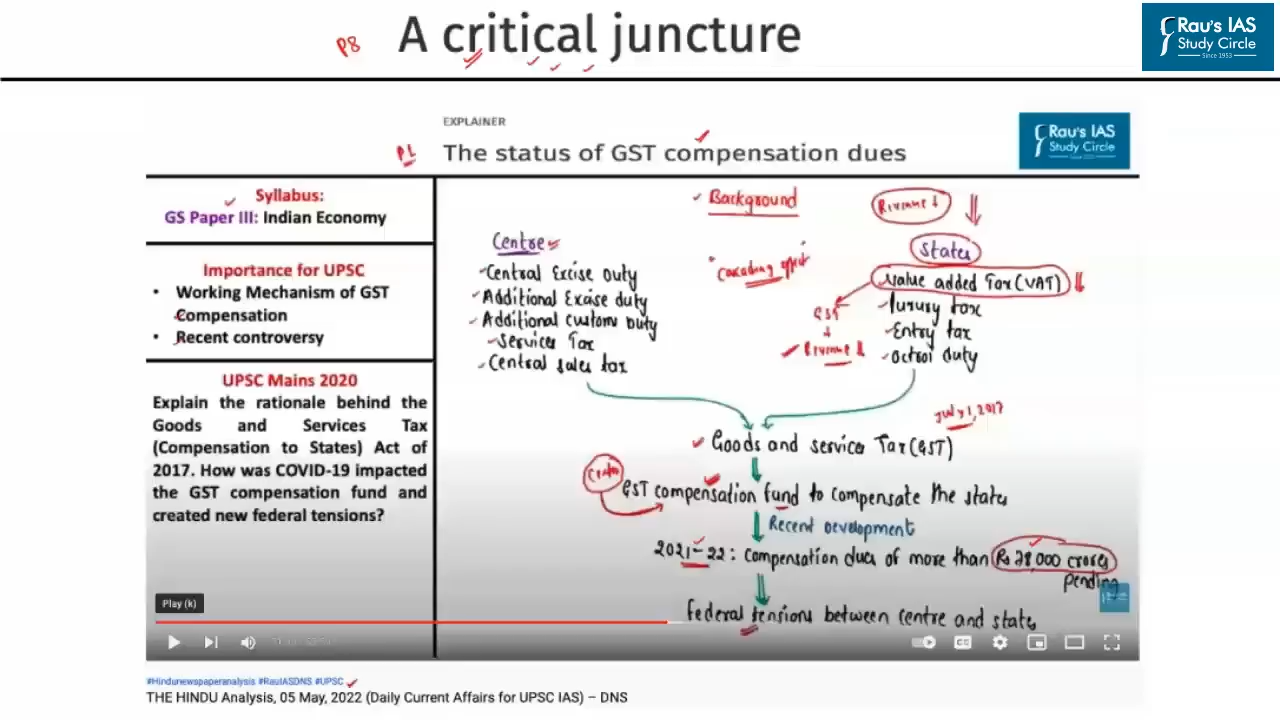 P8 A critical juncture
Rau's IAS
Study Circle
Since 1953
EXPLAINER
P1 The status of GST compensation dues
Rau's IAS
Study Circle
Syllabus:
GS Paper III: Indian Economy
Importance for UPSC
• Working Mechanism of GST
Compensation
• Recent controversy
UPSC Mains 2020
Explain the rationale behind the
Goods and Services Tax
(Compensation to States) Act of
2017. How was COVID-19 impacted
the GST compensation fund and
created new federal tensions?
Background
Revenue ↓
Centre
Central Excise duty
Additional Excise duty
Additional custom duty
Services Tax
Central sales tax
Cascading effect
States
Value added Tax (VAT)
luxury tax
Entry tax
octroi duty
GST
↓
Revenue ↓
July 1, 2017
Goods and service Tax (GST)
Centre
GST compensation fund to compensate the states
Recent Development
2021-22: compensation dues of more than Rs 78,000 crores
pending
Federal tensions between centre and state
Play (k)
CC
#Hindunewspaperanalysis #RauIASDNS #UPSC
THE HINDU Analysis, 05 May, 2022 (Daily Current Affairs for UPSC IAS) – DNS